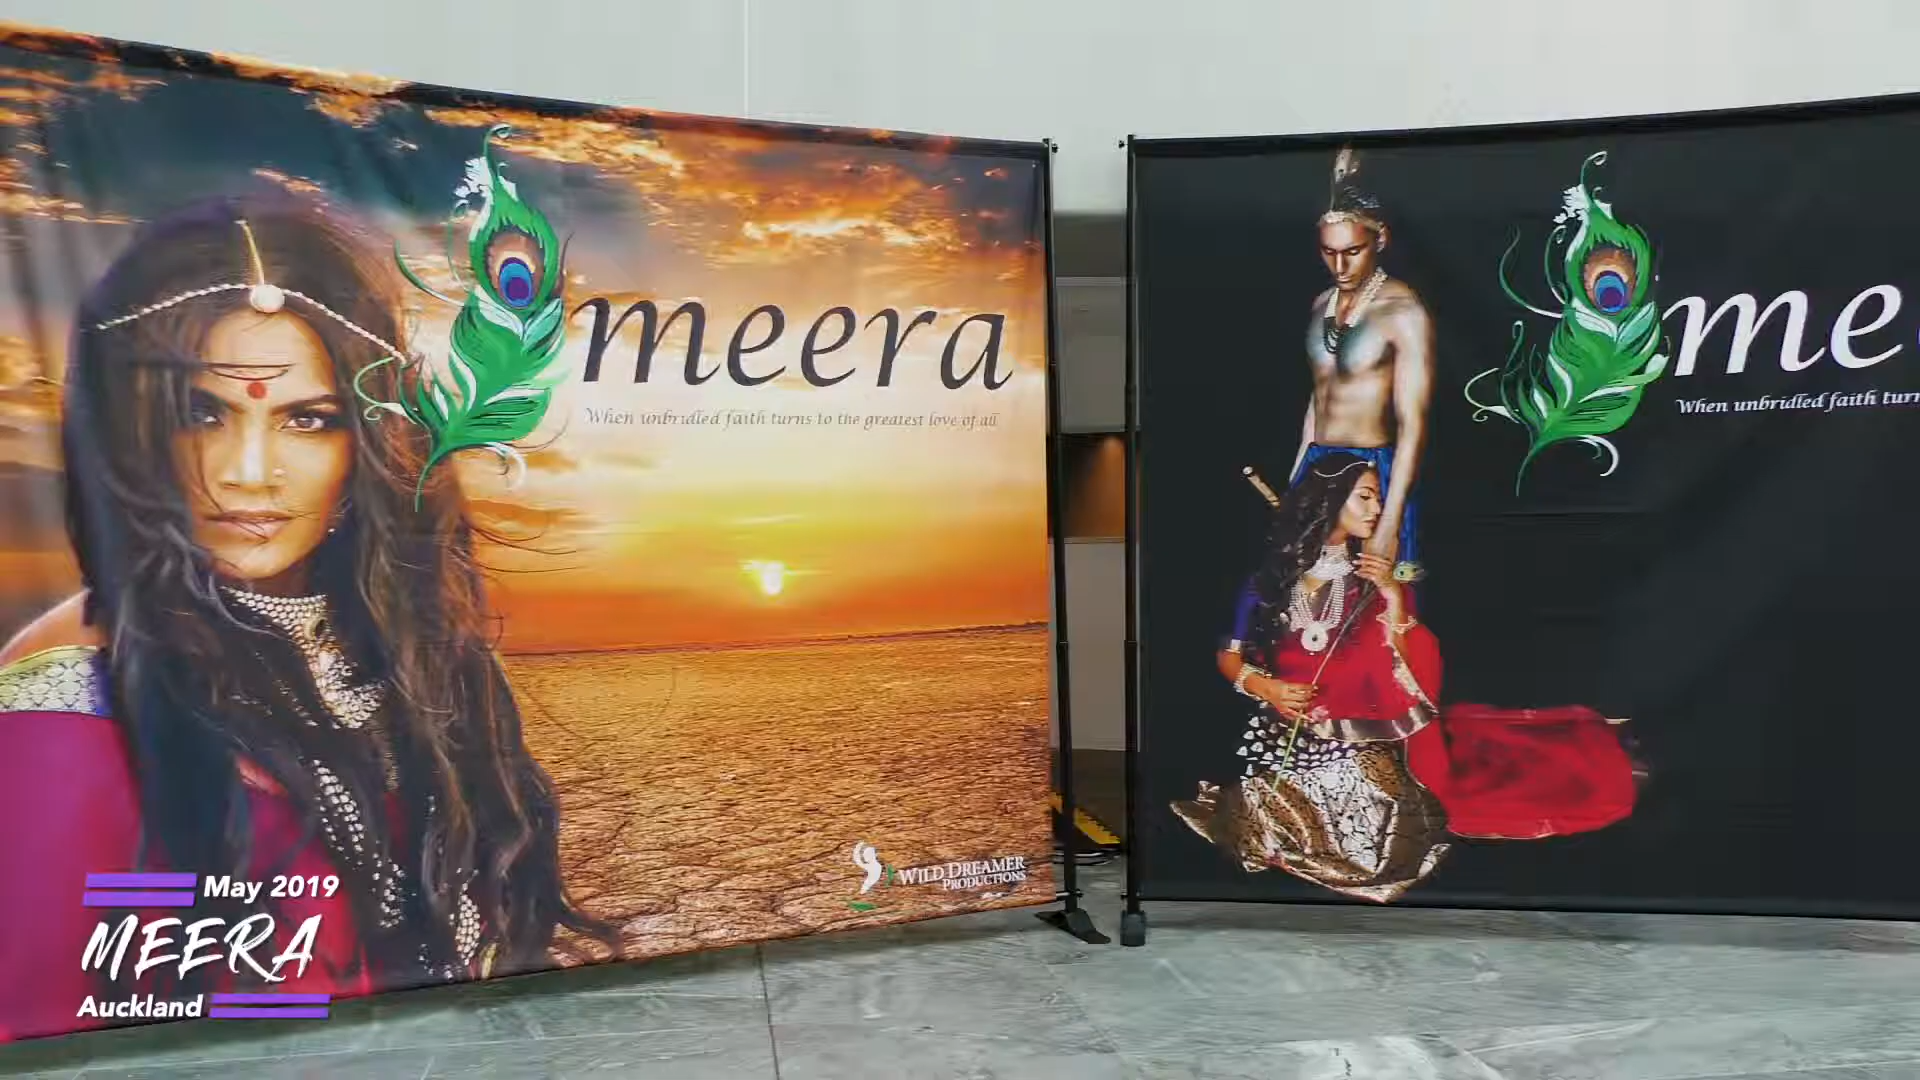 meera
When unbridled faith turns to the greatest love of all
WILD DREAMER
PRODUCTIONS
me
When unbridled faith turn
May 2019
MEERA
Auckland